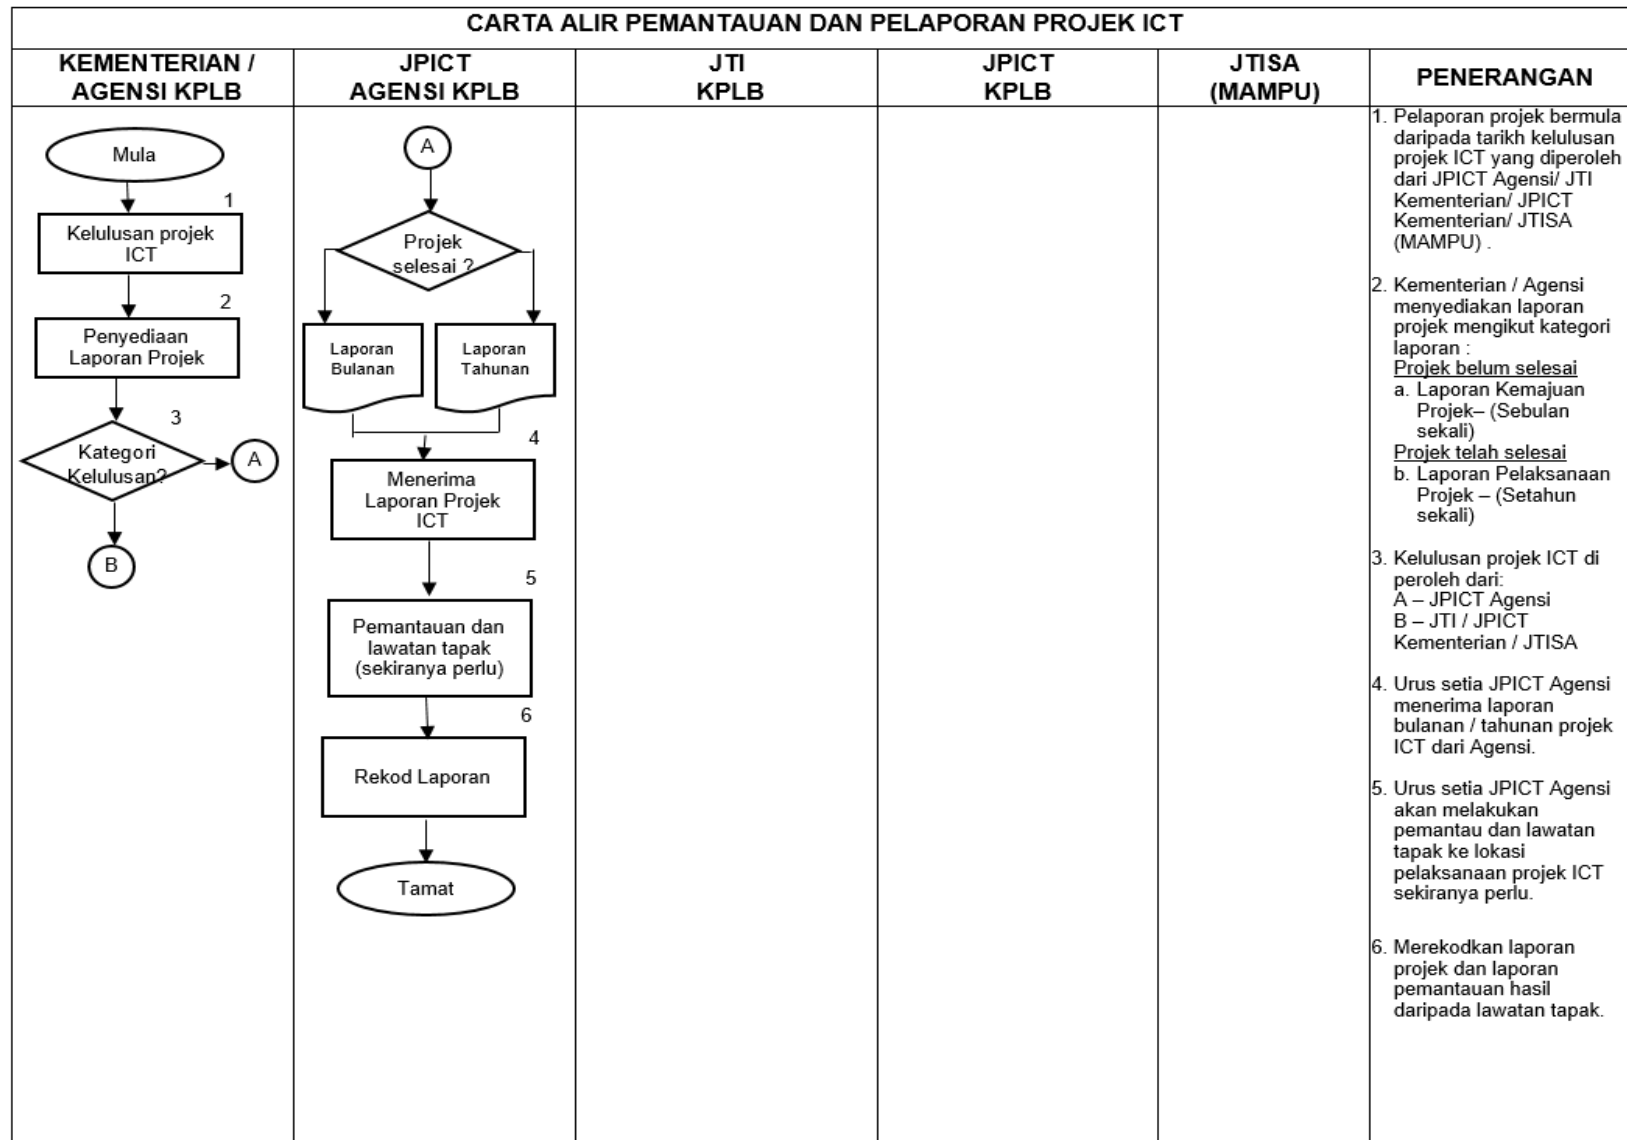 CARTA ALIR PEMANTAUAN DAN PELAPORAN PROJEK ICT
KEMENTERIAN /
AGENSI KPLB
JPICT
AGENSI KPLB
JTI
KPLB
JPICT
KPLB
JTISA
(MAMPU)
PENERANGAN
Mula
1
Kelulusan projek
ICT
2
Penyediaan
Laporan Projek
3
Kategori
Kelulusan?
A
B
A
Projek
selesai ?
Laporan
Bulanan
Laporan
Tahunan
4
Menerima
Laporan Projek
ICT
5
Pemantauan dan
lawatan tapak
(sekiranya perlu)
6
Rekod Laporan
Tamat
1. Pelaporan projek bermula
daripada tarikh kelulusan
projek ICT yang diperoleh
dari JPICT Agensi/ JTI
Kementerian/ JPICT
Kementerian/ JTISA
(MAMPU) .
2. Kementerian / Agensi
menyediakan laporan
projek mengikut kategori
laporan :
Projek belum selesai
a. Laporan Kemajuan
Projek– (Sebulan
sekali)
Projek telah selesai
b. Laporan Pelaksanaan
Projek – (Setahun
sekali)
3. Kelulusan projek ICT di
peroleh dari:
A – JPICT Agensi
B – JTI / JPICT
Kementerian / JTISA
4. Urus setia JPICT Agensi
menerima laporan
bulanan / tahunan projek
ICT dari Agensi.
5. Urus setia JPICT Agensi
akan melakukan
pemantau dan lawatan
tapak ke lokasi
pelaksanaan projek ICT
sekiranya perlu.
6. Merekodkan laporan
projek dan laporan
pemantauan hasil
daripada lawatan tapak.